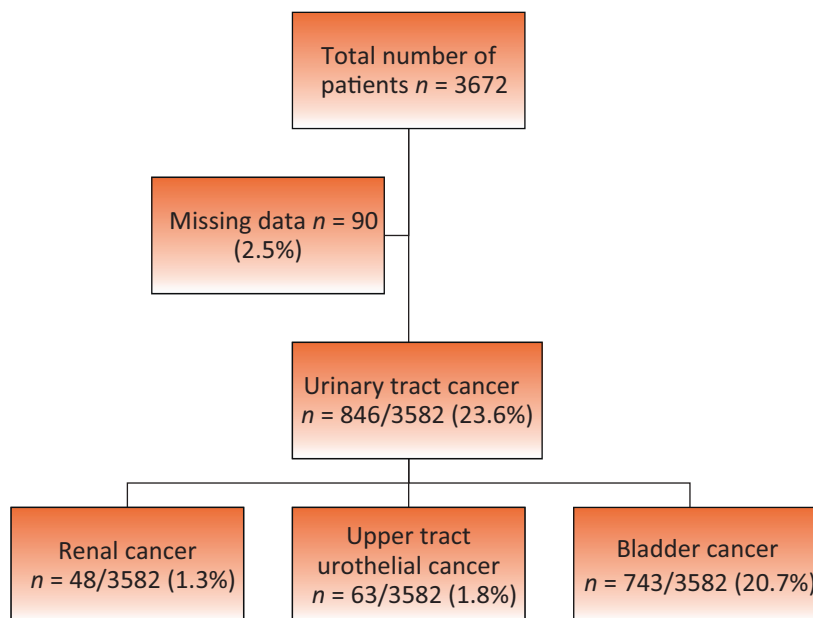 Total number of
patients n = 3672
Missing data n = 90
(2.5%)
Urinary tract cancer
n = 846/3582 (23.6%)
Renal cancer
n = 48/3582 (1.3%)
Upper tract
urothelial cancer
n = 63/3582 (1.8%)
Bladder cancer
n = 743/3582 (20.7%)